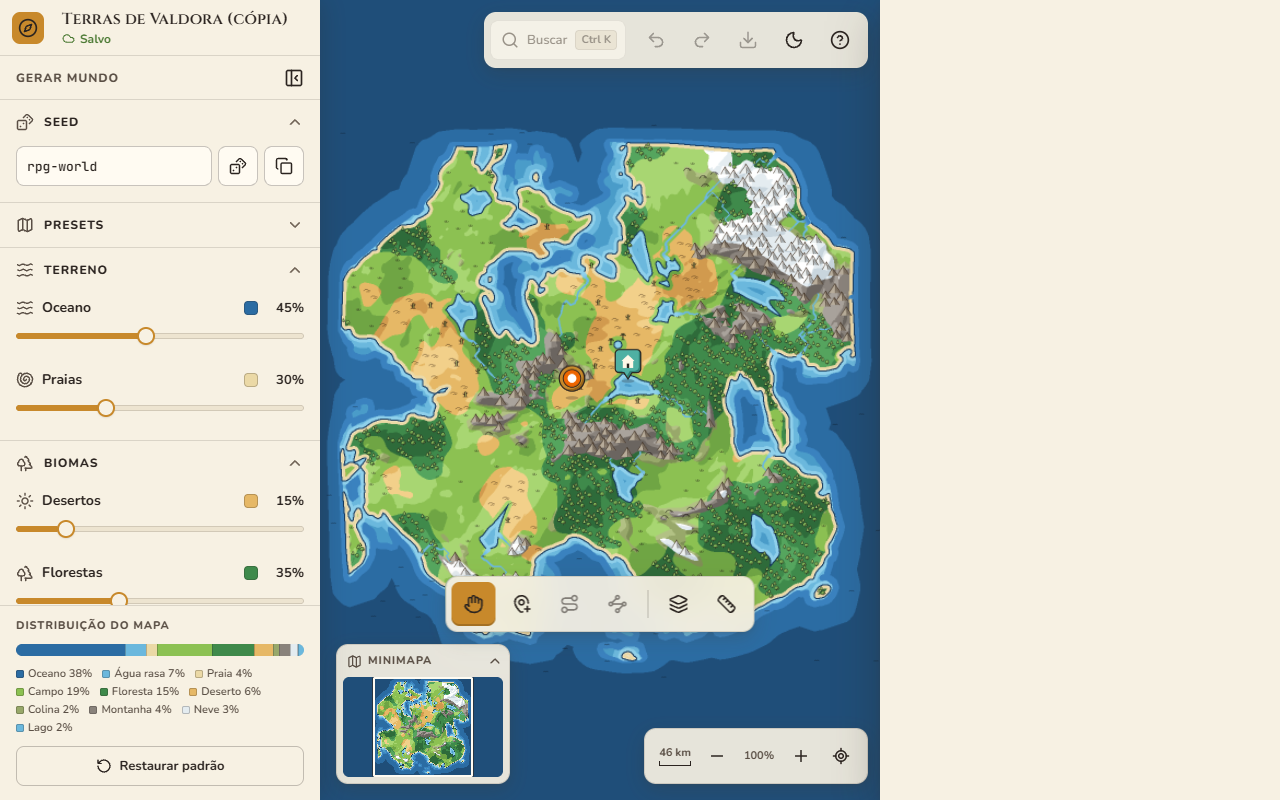 Terras de Valdora (cópia)
Salvo
GERAR MUNDO
SEED
rpg-world
PRESETS
TERRENO
Oceano 45%
Praias 30%
BIOMAS
Desertos 15%
Florestas 35%
DISTRIBUIÇÃO DO MAPA
Oceano 38% Água rasa 7% Praia 4%
Campo 19% Floresta 15% Deserto 6%
Colina 2% Montanha 4% Neve 3%
Lago 2%
Restaurar padrão
Buscar Ctrl K
MINIMAPA
46 km 100%